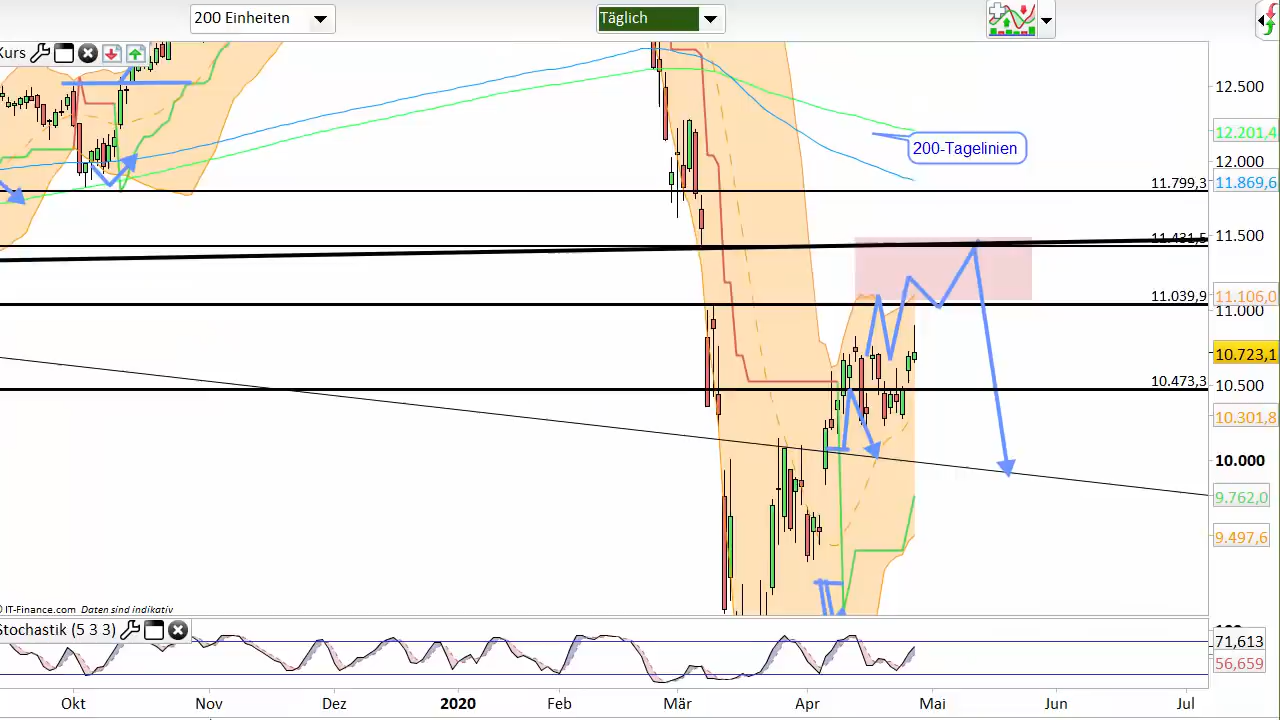 200 Einheiten
Täglich
Kurs
12.500
12.201,4
200-Tagelinien
12.000
11.799,3
11.869,6
11.431,5
11.500
11.039,9
11.106,0
11.000
10.723,1
10.473,3
10.500
10.301,8
10.000
9.762,0
9.497,6
© IT-Finance.com Daten sind indikativ
Stochastik (5 3 3)
71,613
56,659
Okt
Nov
Dez
2020
Feb
Mär
Apr
Mai
Jun
Jul